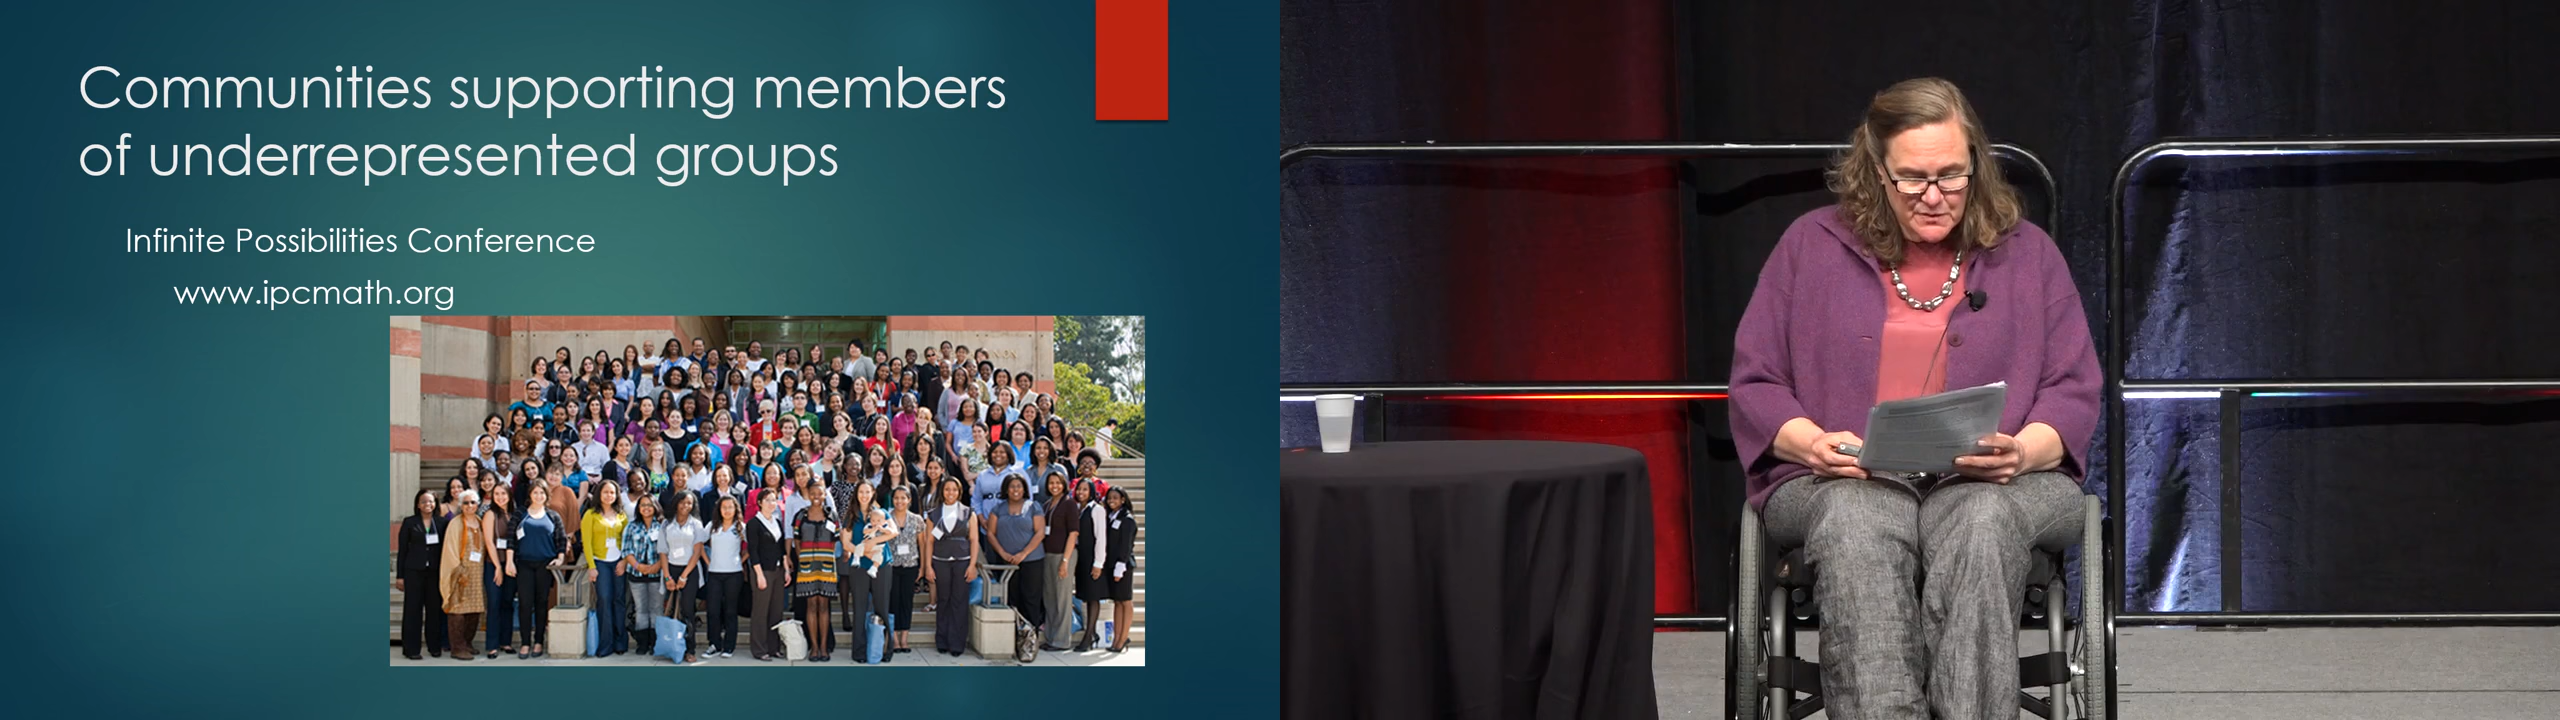 Communities supporting members
of underrepresented groups
Infinite Possibilities Conference
www.ipcmath.org